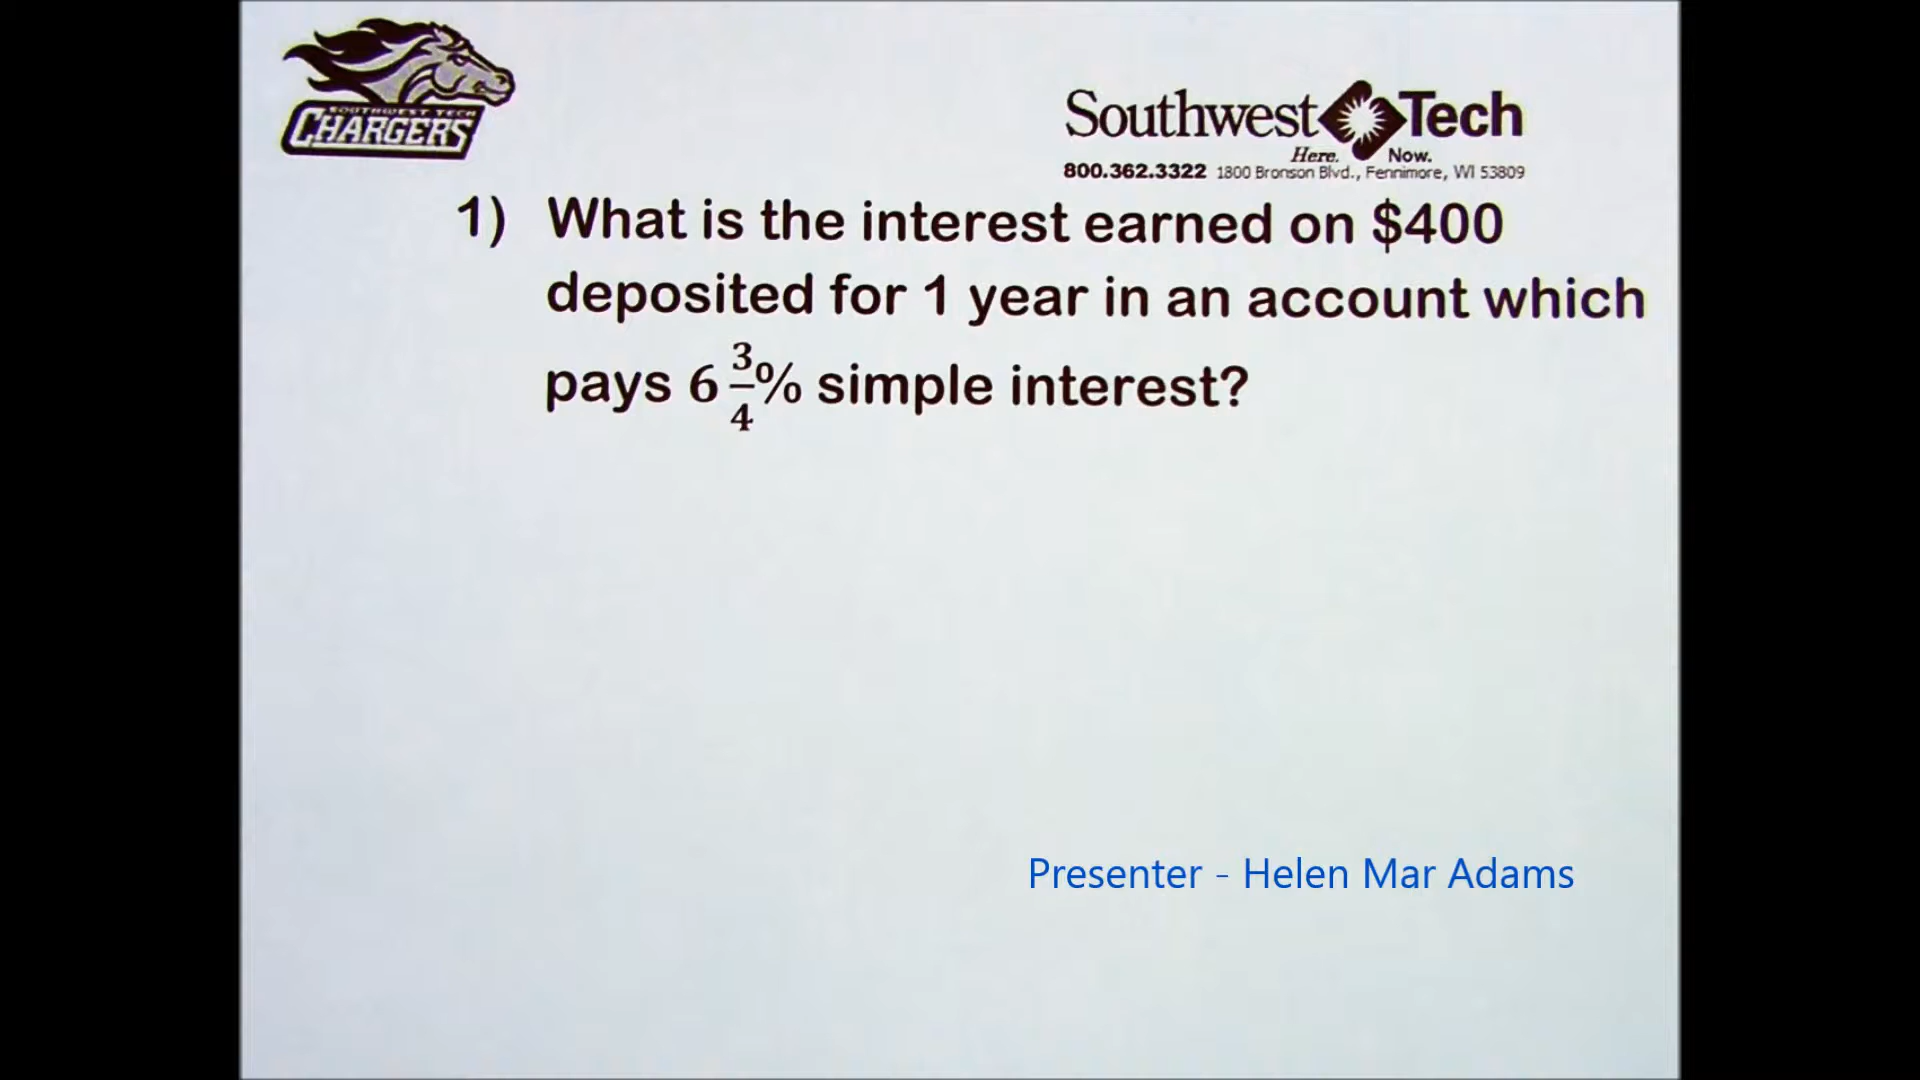 SOUTHWEST TECH
CHARGERS
Southwest Tech
Here. Now.
800.362.3322 1800 Bronson Blvd., Fennimore, WI 53809
1) What is the interest earned on $400
deposited for 1 year in an account which
pays 6 3/4% simple interest?
Presenter - Helen Mar Adams